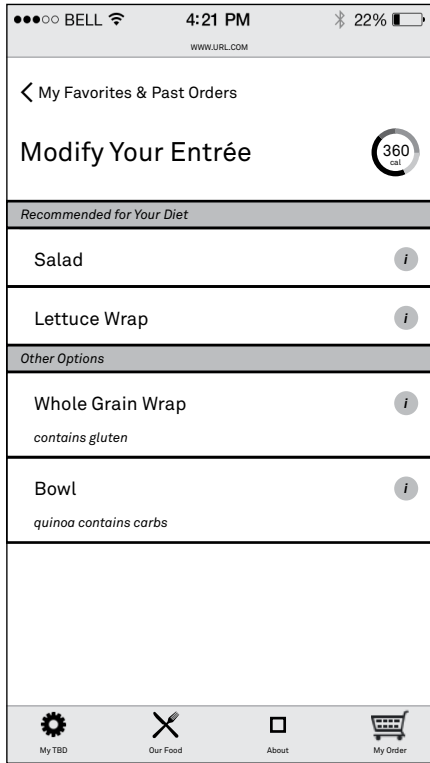 BELL 4:21 PM 22%
WWW.URL.COM
My Favorites & Past Orders
Modify Your Entrée
360
cal
Recommended for Your Diet
Salad i
Lettuce Wrap i
Other Options
Whole Grain Wrap i
contains gluten
Bowl i
quinoa contains carbs
My TBD Our Food About My Order